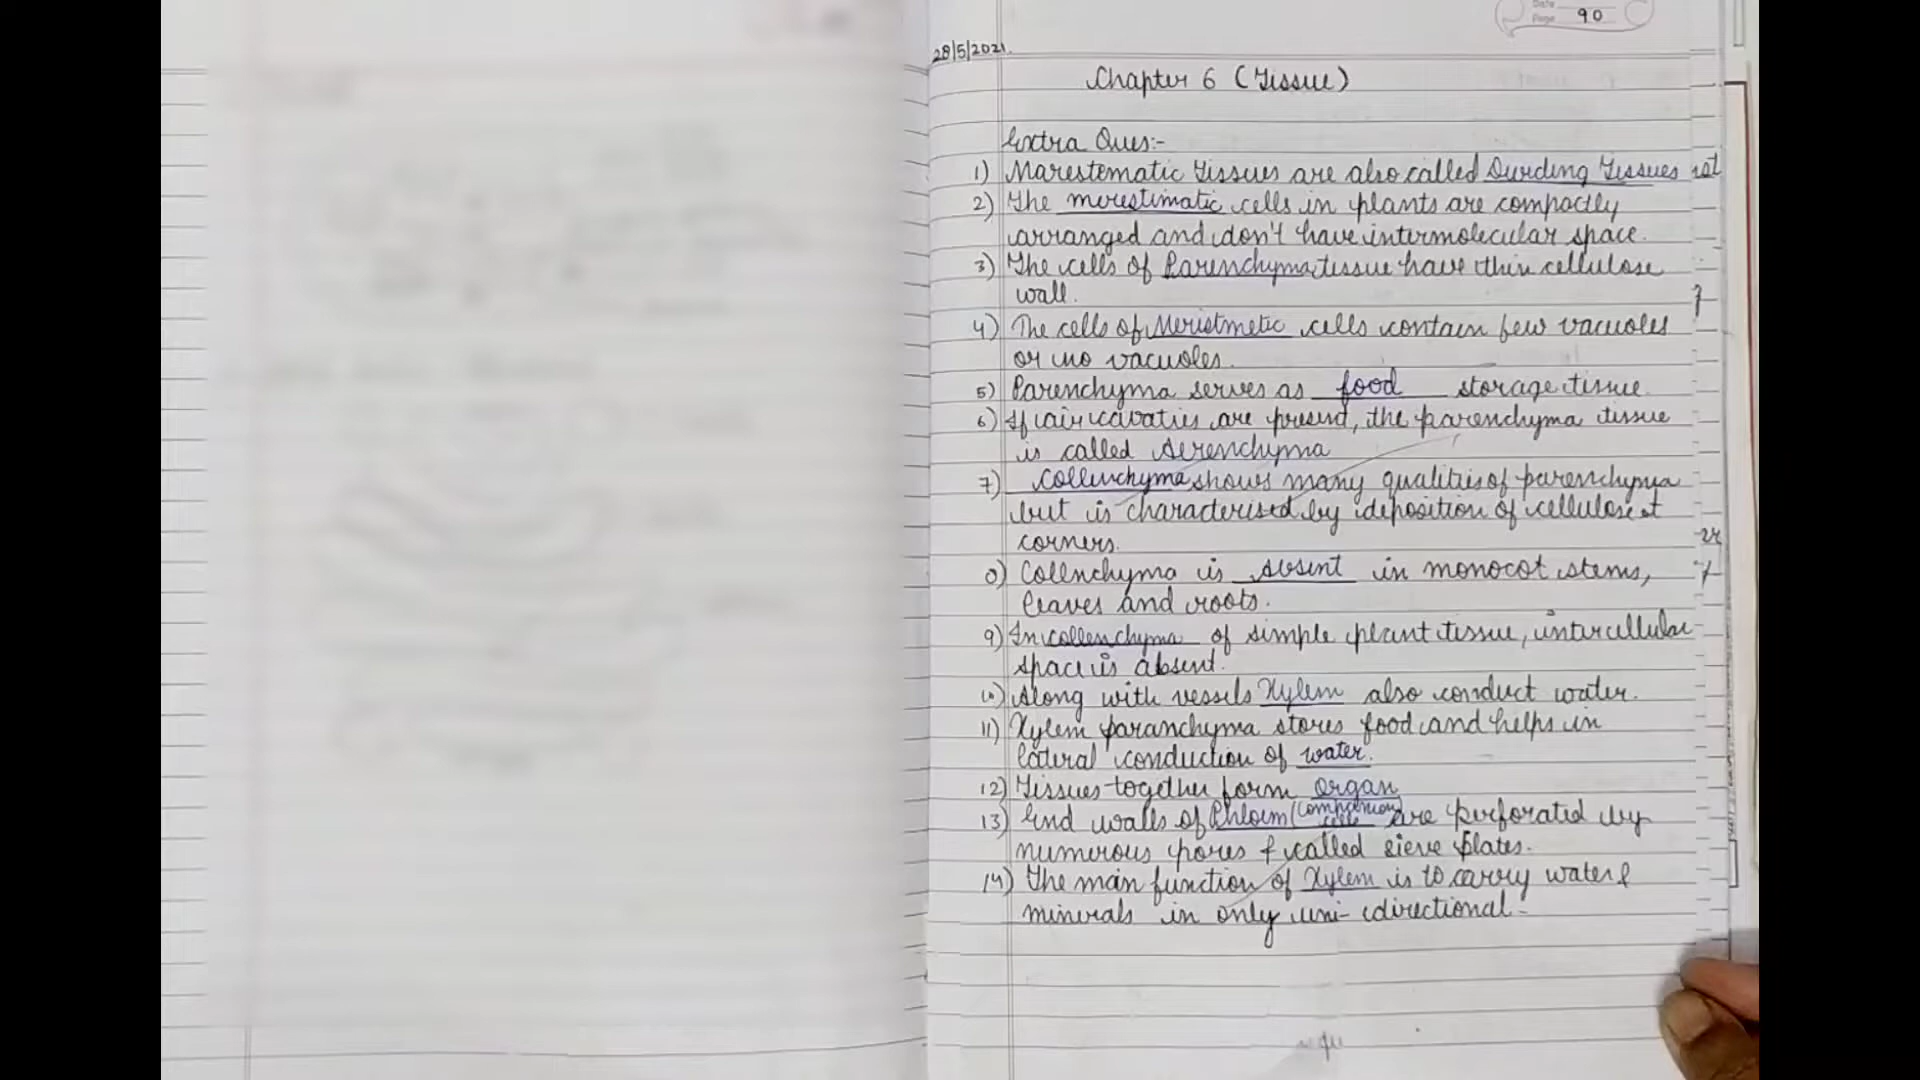 Date
Page 90
28/5/2021.
Chapter 6 (Tissue)
Extra Ques:-
1) Marestematic Tissues are also called Dividing Tissues
2) The merestimatic cells in plants are compactly
arranged and don't have intermolecular space.
3) The cells of Parenchyma tissue have thin cellulose
wall.
4) The cells of Meristmetic cells contain few vacuoles
or no vacuoles.
5) Parenchyma serves as food storage tissue.
6) If air cavaties are present, the parenchyma tissue
is called Aerenchyma
7) Collenchyma shows many qualities of parenchyma
but is characterised by deposition of cellulose at
corners.
8) Collnchyma is Absent in monocot stems,
leaves and roots.
9) In collenchyma of simple plant tissue, intercellular
space is absent.
10) Along with vessels Xylem also conduct water.
11) Xylem paranchyma stores food and helps in
lateral conduction of water.
12) Tissues together form organ
13) End walls of Phloem (companion cells are perforated by
numerous pores & called sieve plates.
14) The main function of Xylem is to carry water &
minerals in only uni-directional.